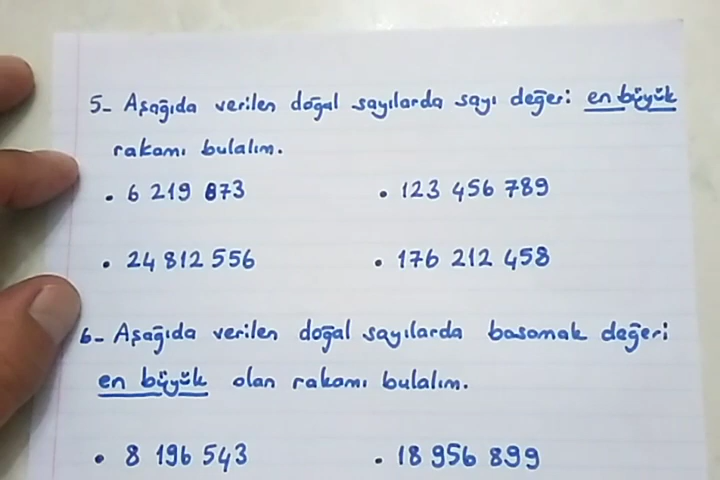 5- Aşağıda verilen doğal sayılarda sayı değeri en büyük
rakamı bulalım.
• 6 219 873 • 123 456 789
• 24 812 556 • 176 212 458
6- Aşağıda verilen doğal sayılarda basamak değeri
en büyük olan rakamı bulalım.
• 8 196 543 • 18 956 899